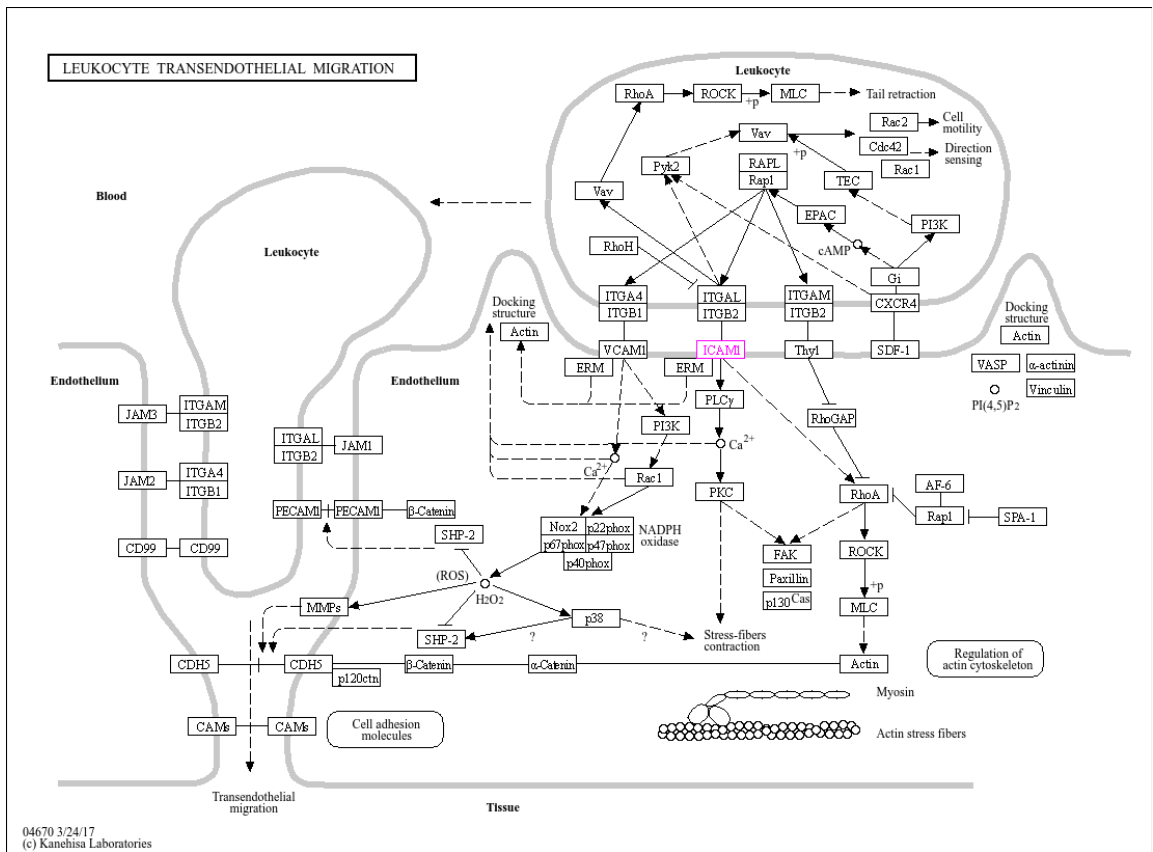 LEUKOCYTE TRANSENDOTHELIAL MIGRATION
Leukocyte
RhoA
ROCK
+p
MLC
Tail retraction
Rac2
Cell
motility
Vav
+p
Cdc42
Direction
sensing
Rac1
Pyk2
RAPL
Rap1
TEC
Vav
EPAC
PI3K
RhoH
cAMP
Gi
Blood
Leukocyte
ITGA4
ITGB1
ITGAL
ITGB2
ITGAM
ITGB2
CXCR4
Docking
structure
Actin
Docking
structure
Actin
VCAM1
ICAM1
Thy1
SDF-1
ERM
ERM
VASP
α-actinin
PI(4,5)P2
Vinculin
Endothelium
Endothelium
PLCγ
PI3K
RhoGAP
JAM3
ITGAM
ITGB2
ITGAL
ITGB2
JAM1
Ca2+
Ca2+
JAM2
ITGA4
ITGB1
Rac1
PKC
RhoA
AF-6
Rap1
SPA-1
PECAM1
PECAM1
β-Catenin
SHP-2
Nox2
p22phox
p67phox
p47phox
p40phox
NADPH
oxidase
CD99
CD99
FAK
Paxillin
p130Cas
ROCK
+p
MLC
(ROS)
H2O2
MMPs
SHP-2
?
p38
?
Stress-fibers
contraction
CDH5
CDH5
p120ctn
β-Catenin
α-Catenin
Actin
Regulation of
actin cytoskeleton
Myosin
Actin stress fibers
CAMs
CAMs
Cell adhesion
molecules
Transendothelial
migration
Tissue
04670 3/24/17
(c) Kanehisa Laboratories